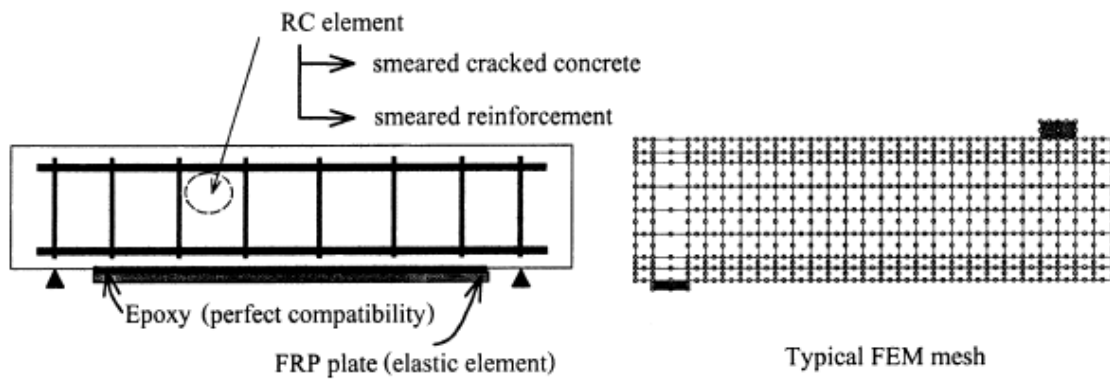 RC element
smeared cracked concrete
smeared reinforcement
Epoxy (perfect compatibility)
FRP plate (elastic element)
Typical FEM mesh